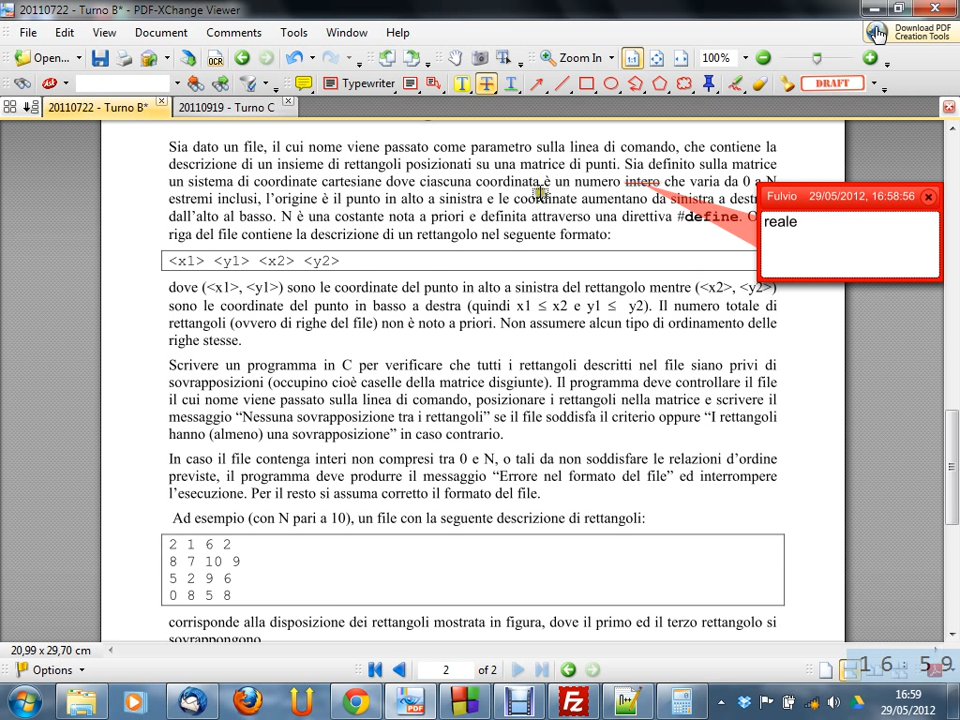 20110722 - Turno B* - PDF-XChange Viewer
File Edit View Document Comments Tools Window Help
Download PDF
Creation Tools
Open... OCR Zoom In 100%
Typewriter DRAFT
20110722 - Turno B* 20110919 - Turno C
Sia dato un file, il cui nome viene passato come parametro sulla linea di comando, che contiene la
descrizione di un insieme di rettangoli posizionati su una matrice di punti. Sia definito sulla matrice
un sistema di coordinate cartesiane dove ciascuna coordinata è un numero intero che varia da 0 a N
estremi inclusi, l'origine è il punto in alto a sinistra e le coordinate aumentano da sinistra a destr
dall'alto al basso. N è una costante nota a priori e definita attraverso una direttiva #define. O
riga del file contiene la descrizione di un rettangolo nel seguente formato:
Fulvio 29/05/2012, 16:58:56
reale
<x1> <y1> <x2> <y2>
dove (<x1>, <y1>) sono le coordinate del punto in alto a sinistra del rettangolo mentre (<x2>, <y2>)
sono le coordinate del punto in basso a destra (quindi x1 ≤ x2 e y1 ≤ y2). Il numero totale di
rettangoli (ovvero di righe del file) non è noto a priori. Non assumere alcun tipo di ordinamento delle
righe stesse.
Scrivere un programma in C per verificare che tutti i rettangoli descritti nel file siano privi di
sovrapposizioni (occupino cioè caselle della matrice disgiunte). Il programma deve controllare il file
il cui nome viene passato sulla linea di comando, posizionare i rettangoli nella matrice e scrivere il
messaggio “Nessuna sovrapposizione tra i rettangoli” se il file soddisfa il criterio oppure “I rettangoli
hanno (almeno) una sovrapposizione” in caso contrario.
In caso il file contenga interi non compresi tra 0 e N, o tali da non soddisfare le relazioni d'ordine
previste, il programma deve produrre il messaggio “Errore nel formato del file” ed interrompere
l'esecuzione. Per il resto si assuma corretto il formato del file.
Ad esempio (con N pari a 10), un file con la seguente descrizione di rettangoli:
2 1 6 2
8 7 10 9
5 2 9 6
0 8 5 8
corrisponde alla disposizione dei rettangoli mostrata in figura, dove il primo ed il terzo rettangolo si
sovrappongono
20,99 x 29,70 cm
Options 2 of 2
16:59
16:59
29/05/2012